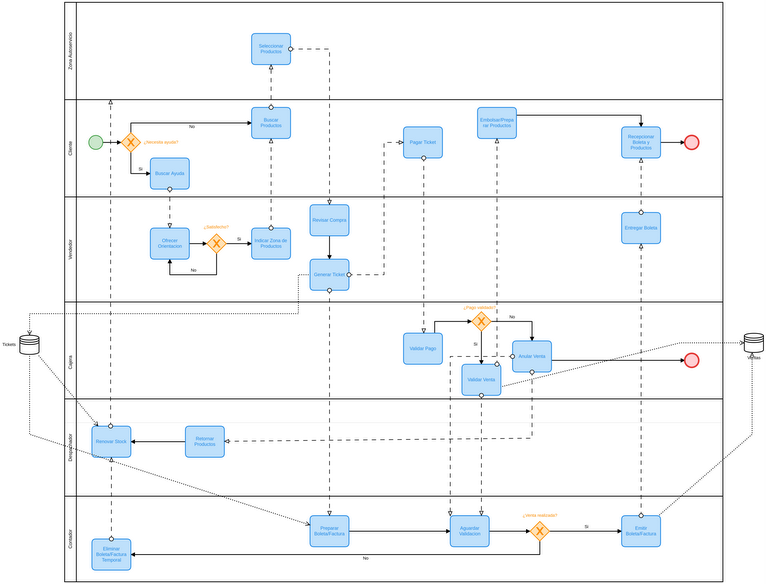 Zona Autoservicio
Seleccionar
Productos
Cliente
No
Buscar
Productos
¿Necesita ayuda?
Si
Buscar Ayuda
Pagar Ticket
Productos
Recepcionar
Boleta y
Productos
Vendedor
¿Satisfecho?
Ofrecer
Orientacion
Si
Indicar Zona de
Productos
No
Revisar Compra
Generar Ticket
Entregar Boleta
Tickets
Cajera
¿Pago validado?
No
Validar Pago
Si
Anular Venta
Validar Venta
Ventas
Despachador
Renovar Stock
Retornar
Productos
Contador
Preparar
Boleta/Factura
Aguardar
Validacion
¿Venta realizada?
Si
Emitir
Boleta/Factura
No
Eliminar
Boleta/Factura
Temporal